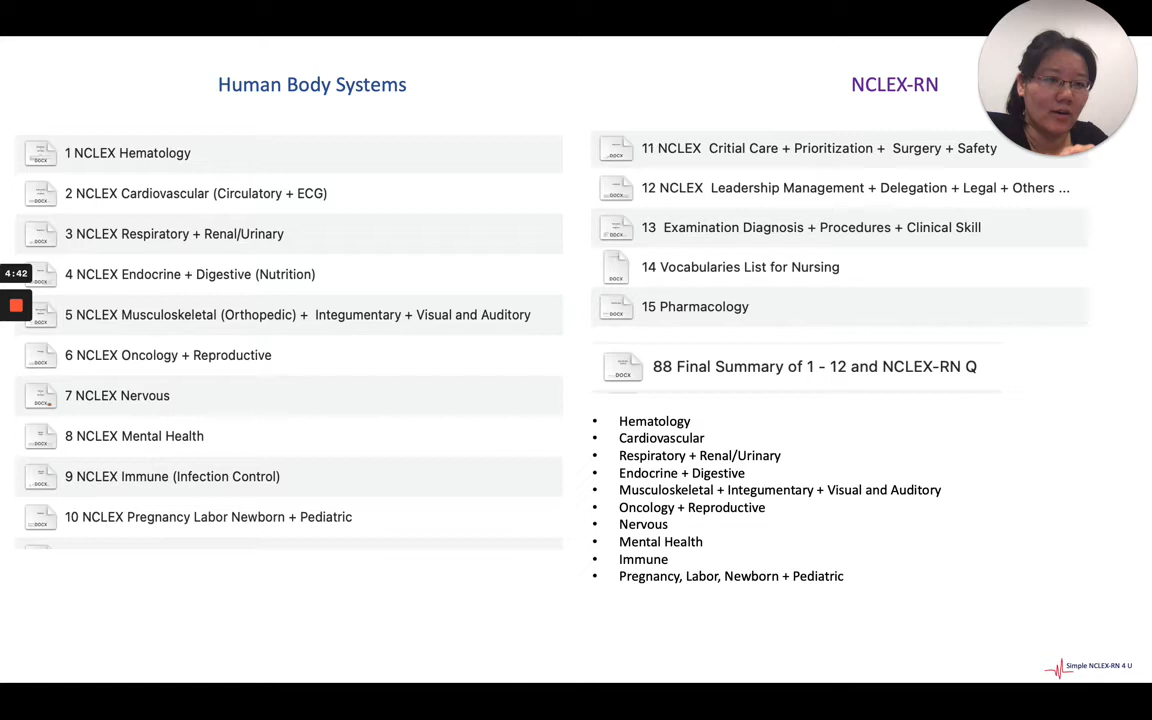 Human Body Systems
1 NCLEX Hematology
2 NCLEX Cardiovascular (Circulatory + ECG)
3 NCLEX Respiratory + Renal/Urinary
4:42
4 NCLEX Endocrine + Digestive (Nutrition)
5 NCLEX Musculoskeletal (Orthopedic) + Integumentary + Visual and Auditory
6 NCLEX Oncology + Reproductive
7 NCLEX Nervous
8 NCLEX Mental Health
9 NCLEX Immune (Infection Control)
10 NCLEX Pregnancy Labor Newborn + Pediatric
NCLEX-RN
11 NCLEX Critial Care + Prioritization + Surgery + Safety
12 NCLEX Leadership Management + Delegation + Legal + Others ...
13 Examination Diagnosis + Procedures + Clinical Skill
14 Vocabularies List for Nursing
15 Pharmacology
88 Final Summary of 1 - 12 and NCLEX-RN Q
• Hematology
• Cardiovascular
• Respiratory + Renal/Urinary
• Endocrine + Digestive
• Musculoskeletal + Integumentary + Visual and Auditory
• Oncology + Reproductive
• Nervous
• Mental Health
• Immune
• Pregnancy, Labor, Newborn + Pediatric
Simple NCLEX-RN 4 U